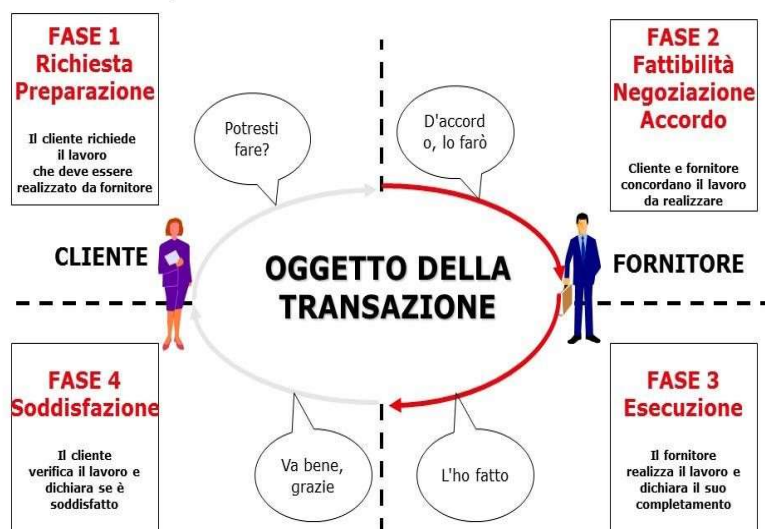 FASE 1
Richiesta
Preparazione
Il cliente richiede
il lavoro
che deve essere
realizzato da fornitore
Potresti
fare?
D'accord
o, lo farò
FASE 2
Fattibilità
Negoziazione
Accordo
Cliente e fornitore
concordano il lavoro
da realizzare
CLIENTE
OGGETTO DELLA
TRANSAZIONE
FORNITORE
FASE 4
Soddisfazione
Il cliente
verifica il lavoro e
dichiara se è
soddisfatto
Va bene,
grazie
L'ho fatto
FASE 3
Esecuzione
Il fornitore
realizza il lavoro e
dichiara il suo
completamento